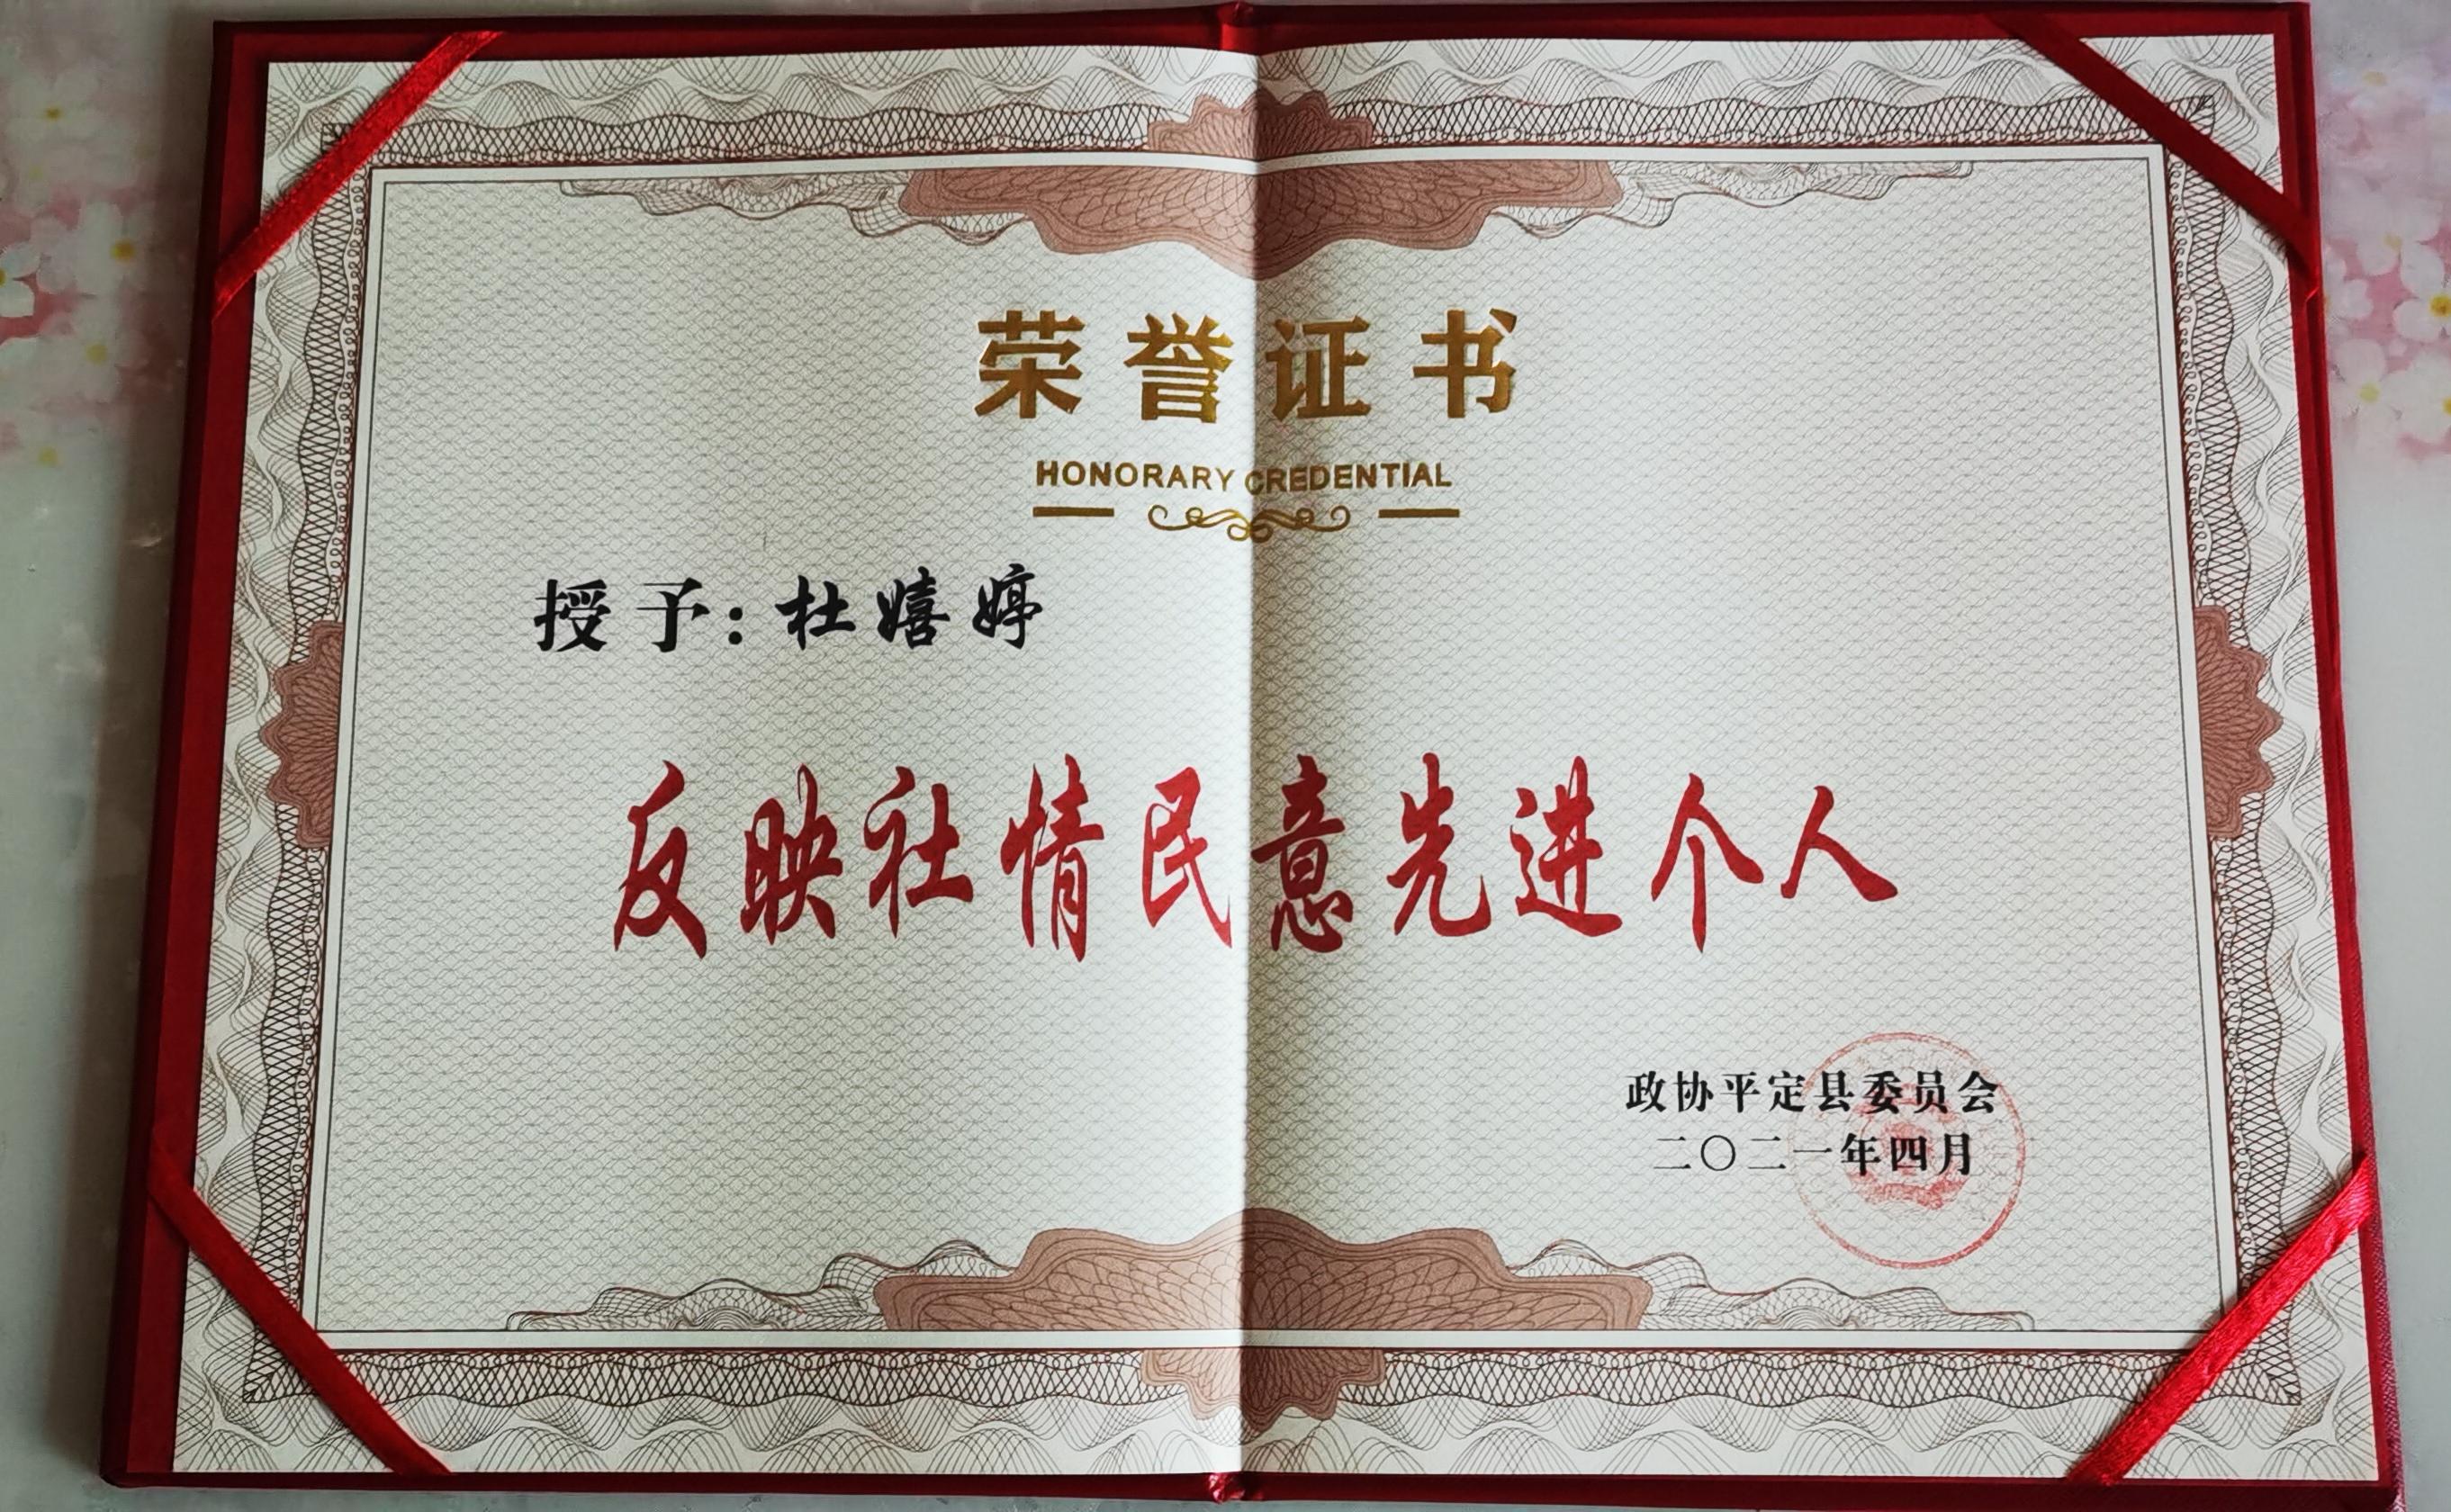 荣誉证书
HONORARY CREDENTIAL
授予：杜嬉婷
反映社情民意先进个人
政协平定县委员会
二〇二一年四月